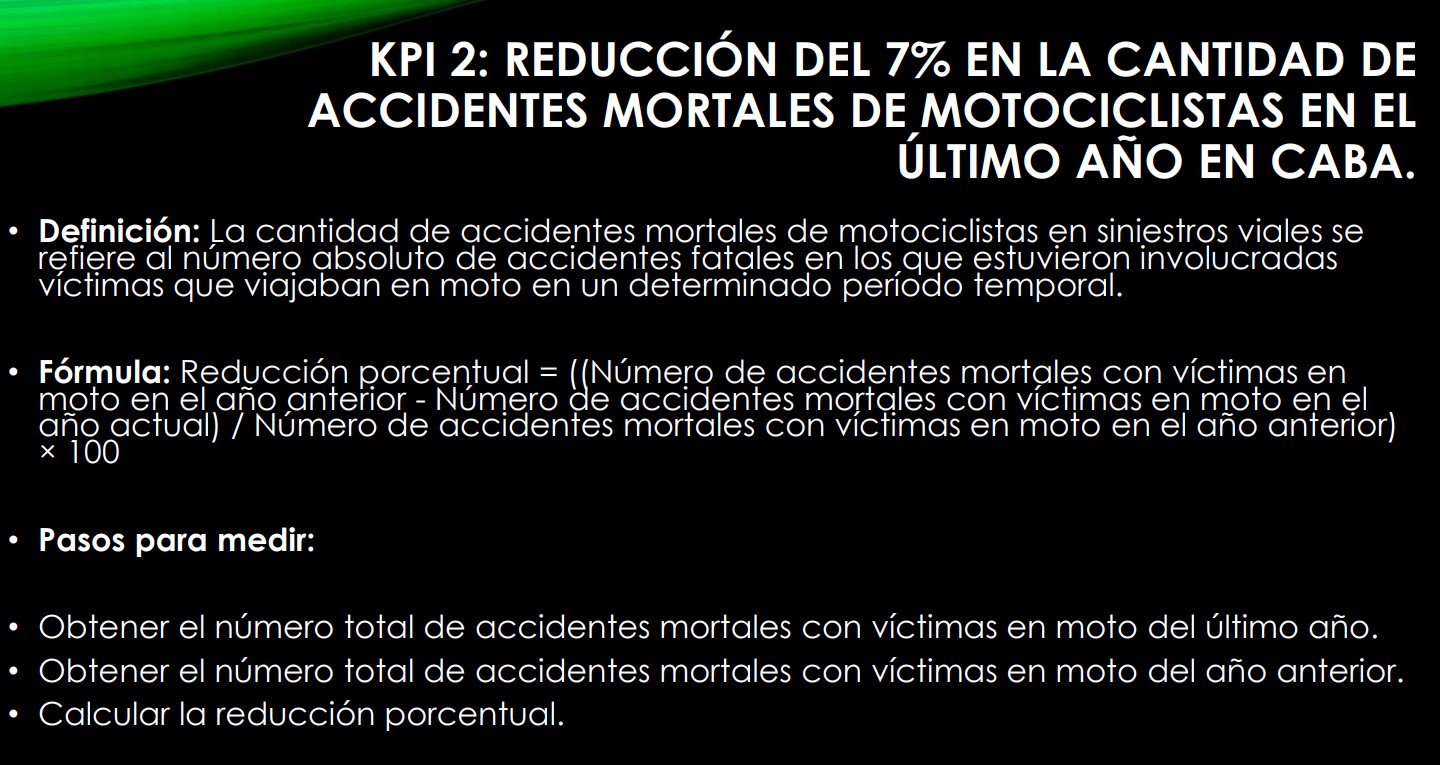 KPI 2: REDUCCIÓN DEL 7% EN LA CANTIDAD DE
ACCIDENTES MORTALES DE MOTOCICLISTAS EN EL
ÚLTIMO AÑO EN CABA.
• Definición: La cantidad de accidentes mortales de motociclistas en siniestros viales se
refiere al número absoluto de accidentes fatales en los que estuvieron involucradas
víctimas que viajaban en moto en un determinado período temporal.
• Fórmula: Reducción porcentual = ((Número de accidentes mortales con víctimas en
moto en el año anterior - Número de accidentes mortales con víctimas en moto en el
año actual) / Número de accidentes mortales con víctimas en moto en el año anterior)
× 100
• Pasos para medir:
• Obtener el número total de accidentes mortales con víctimas en moto del último año.
• Obtener el número total de accidentes mortales con víctimas en moto del año anterior.
• Calcular la reducción porcentual.